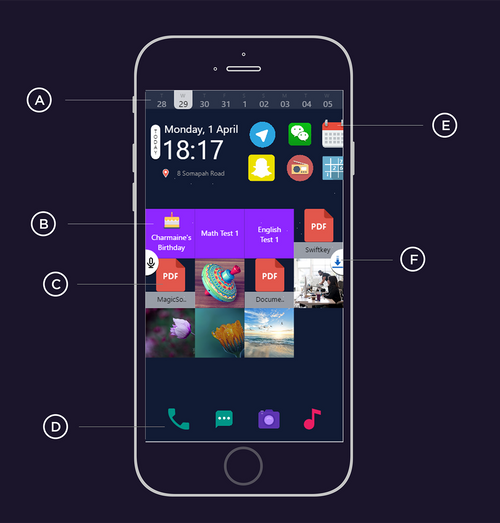 A
T W
28 29 30 31 1 02 03 04 05
TODAY
Monday, 1 April
18:17
8 Somapah Road
E
B
Charmaine's
Birthday
Math Test 1
English
Test 1
PDF
Swiftkey
F
C
PDF
MagicSo..
PDF
Docume..
D